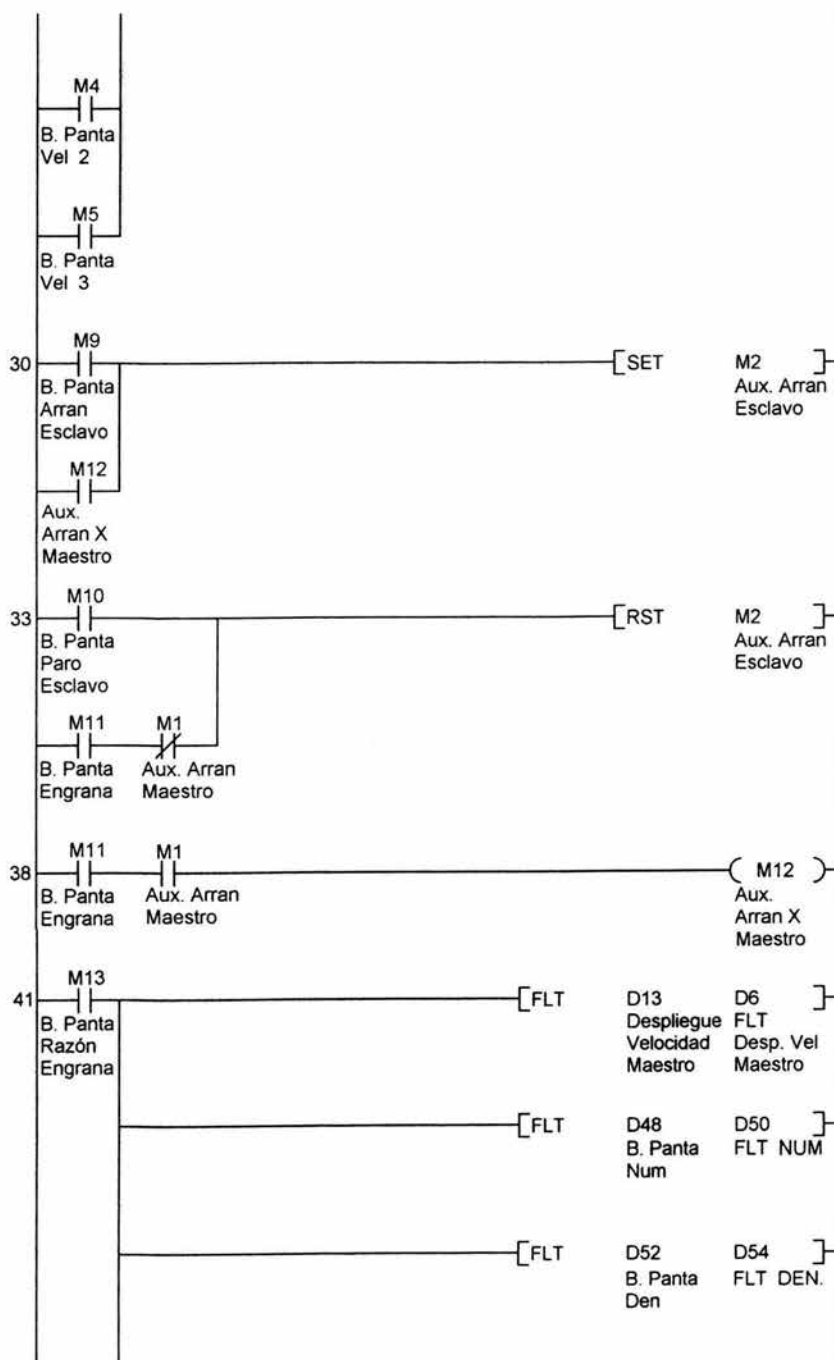 M4
B. Panta
Vel 2
M5
B. Panta
Vel 3
30
M9
B. Panta
Arran
Esclavo
[SET M2 ]
Aux. Arran
Esclavo
M12
Aux.
Arran X
Maestro
33
M10
B. Panta
Paro
Esclavo
[RST M2 ]
Aux. Arran
Esclavo
M11 M1
B. Panta
Engrana
Aux. Arran
Maestro
38
M11 M1
B. Panta
Engrana
Aux. Arran
Maestro
( M12 )
Aux.
Arran X
Maestro
41
M13
B. Panta
Razón
Engrana
[FLT D13 D6 ]
Despliegue
Velocidad
Maestro
FLT
Desp. Vel
Maestro
[FLT D48 D50 ]
B. Panta
Num
FLT NUM
[FLT D52 D54 ]
B. Panta
Den
FLT DEN.